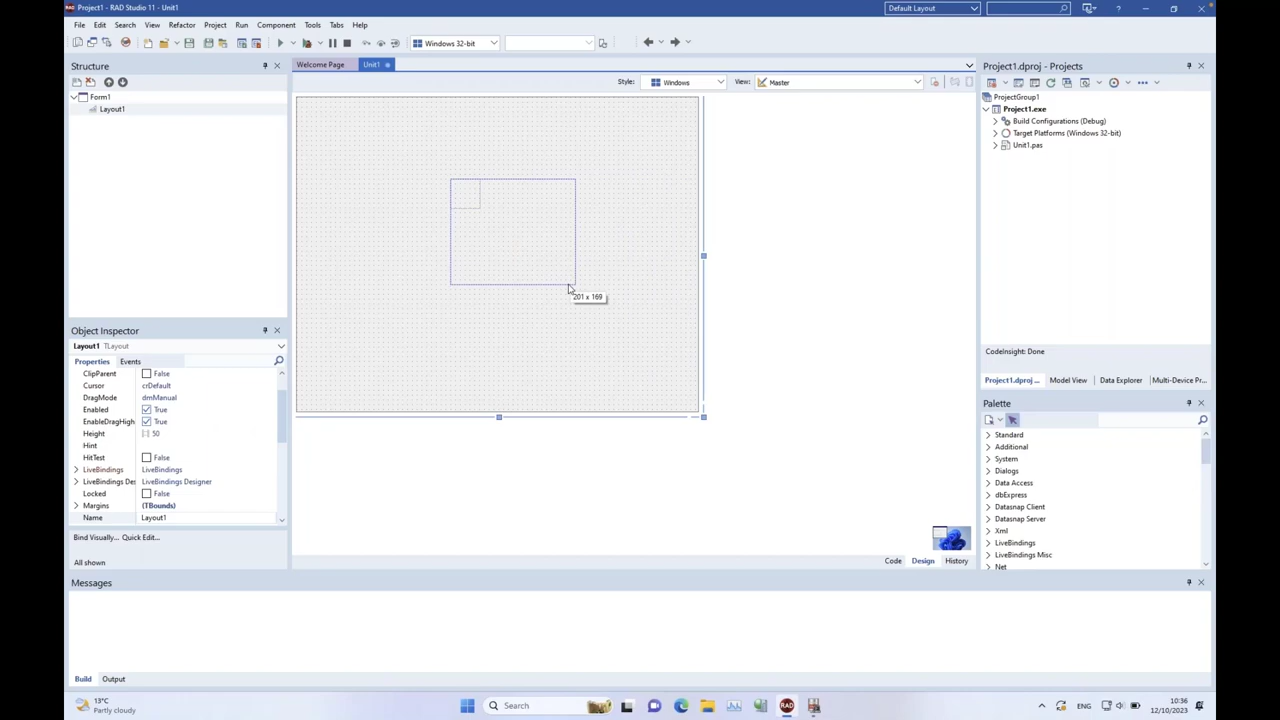 Project1 - RAD Studio 11 - Unit1
Default Layout
File Edit Search View Refactor Project Run Component Tools Tabs Help
Windows 32-bit
Structure
Form1
Layout1
Welcome Page
Unit1
Style:
Windows
View:
Master
201 x 169
Object Inspector
Layout1 TLayout
Properties Events
ClipParent False
Cursor crDefault
DragMode dmManual
Enabled True
EnableDragHigh True
Height 50
Hint
HitTest False
LiveBindings LiveBindings
LiveBindings De LiveBindings Designer
Locked False
Margins (TBounds)
Name Layout1
Bind Visually... Quick Edit...
All shown
Code Design History
Project1.dproj - Projects
ProjectGroup1
Project1.exe
Build Configurations (Debug)
Target Platforms (Windows 32-bit)
Unit1.pas
CodeInsight: Done
Project1.dproj ... Model View Data Explorer Multi-Device Pr...
Palette
Standard
Additional
System
Dialogs
Data Access
dbExpress
Datasnap Client
Datasnap Server
Xml
LiveBindings
LiveBindings Misc
Net
Messages
Build Output
13°C
Partly cloudy
Search
RAD
ENG
10:36
12/10/2023